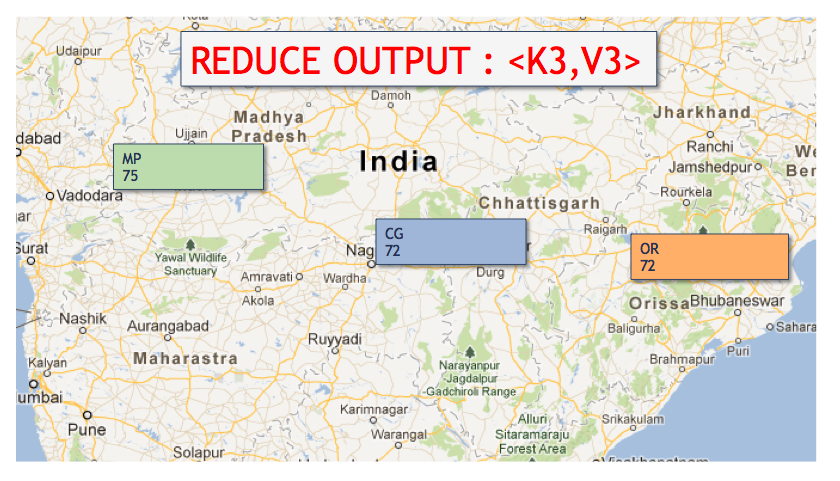 REDUCE OUTPUT : <K3,V3>
Kota
Udaipur
Damoh
Madhya
Pradesh
Jharkhand
dabad
Ujjain
Ranchi
India
We
Ben
MP
75
Jamshedpur
Vadodara
Rourkela
ar
Chhattisgarh
CG
72
Raigarh
Surat
Nag
r
OR
72
Yawal Wildlife
Sanctuary
Amravati
Wardha
Durg
Akola
Orissa
Bhubaneswar
Nashik
Aurangabad
Baligurha
Sahara
Ruyyadi
Puri
Maharastra
Kalyan
Brahmapur
Narayanpur
-Jagdalpur
-Gadchiroli Range
umbai
Karimnagar
Pune
Alluri
Sitaramaraju
Forest Area
Srikakulam
Warangal
Solapur